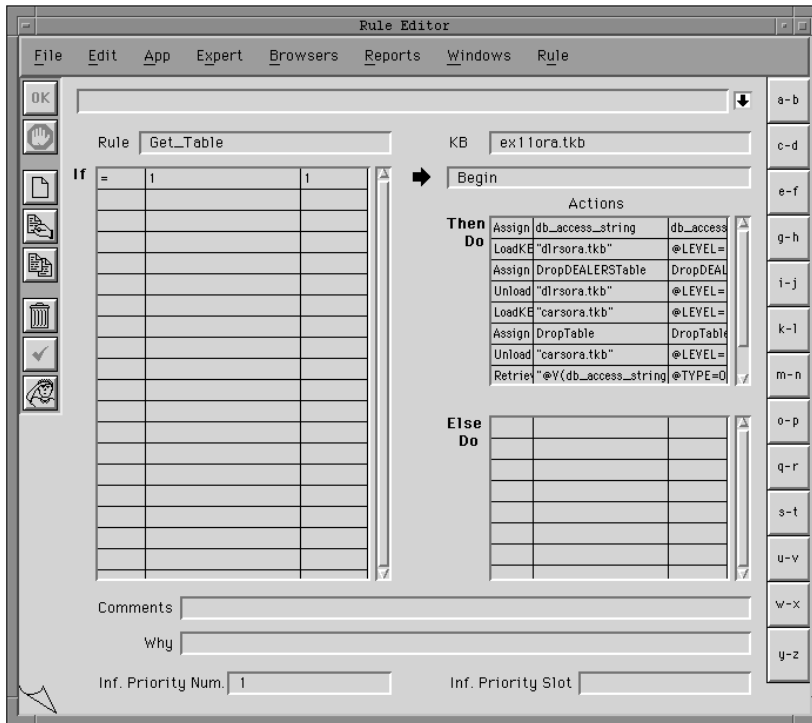 Rule Editor
File Edit App Expert Browsers Reports Windows Rule
OK
Rule Get_Table
KB ex11ora.tkb
If
= 1 1
Begin
Actions
Then Do
Assign db_access_string db_access
LoadKB "dlrsora.tkb" @LEVEL=
Assign DropDEALERSTable DropDEAL
Unload "dlrsora.tkb" @LEVEL=
LoadKB "carsora.tkb" @LEVEL=
Assign DropTable DropTable
Unload "carsora.tkb" @LEVEL=
Retriev "@V(db_access_string @TYPE=O
Else Do
Comments
Why
Inf. Priority Num. 1
Inf. Priority Slot
a-b
c-d
e-f
g-h
i-j
k-l
m-n
o-p
q-r
s-t
u-v
w-x
y-z